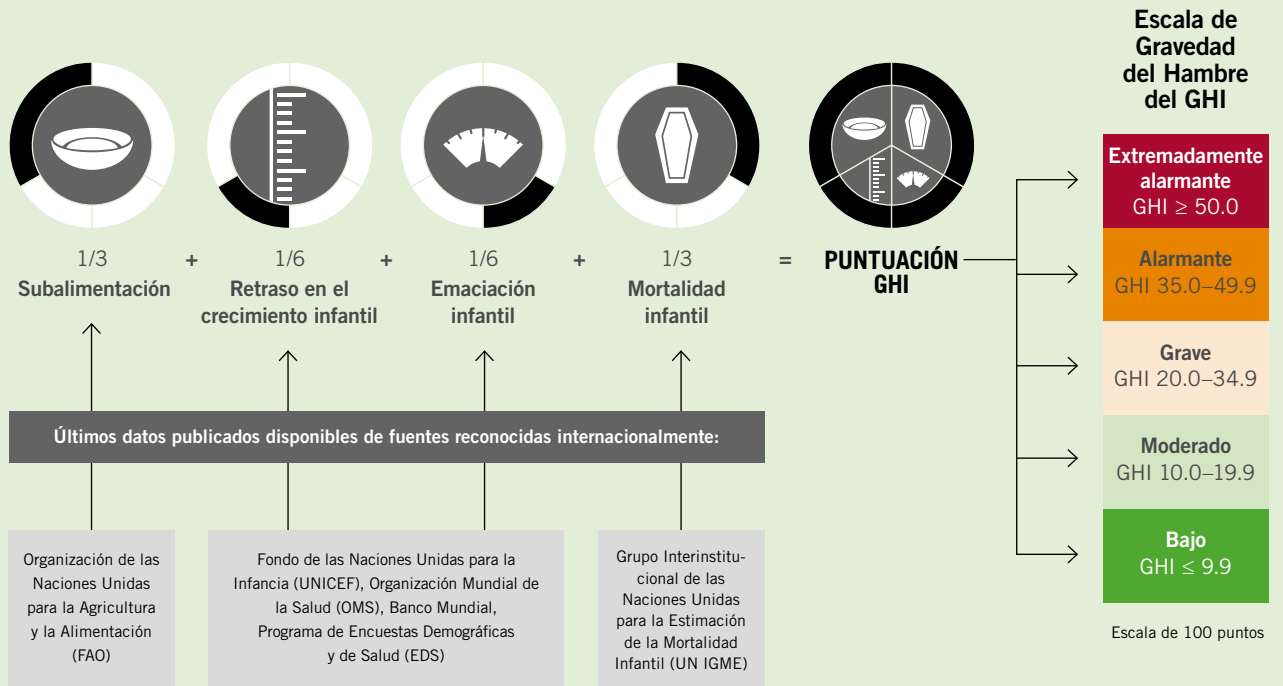 Escala de
Gravedad
del Hambre
del GHI
1/3
+
1/6
+
1/6
+
1/3
=
PUNTUACIÓN
GHI
Subalimentación
Retraso en el
crecimiento infantil
Emaciación
infantil
Mortalidad
infantil
Últimos datos publicados disponibles de fuentes reconocidas internacionalmente:
Organización de las
Naciones Unidas
para la Agricultura
y la Alimentación
(FAO)
Fondo de las Naciones Unidas para la
Infancia (UNICEF), Organización Mundial de
la Salud (OMS), Banco Mundial,
Programa de Encuestas Demográficas
y de Salud (EDS)
Grupo Interinstitu-
cional de las
Naciones Unidas
para la Estimación
de la Mortalidad
Infantil (UN IGME)
Extremadamente
alarmante
GHI ≥ 50.0
Alarmante
GHI 35.0–49.9
Grave
GHI 20.0–34.9
Moderado
GHI 10.0–19.9
Bajo
GHI ≤ 9.9
Escala de 100 puntos